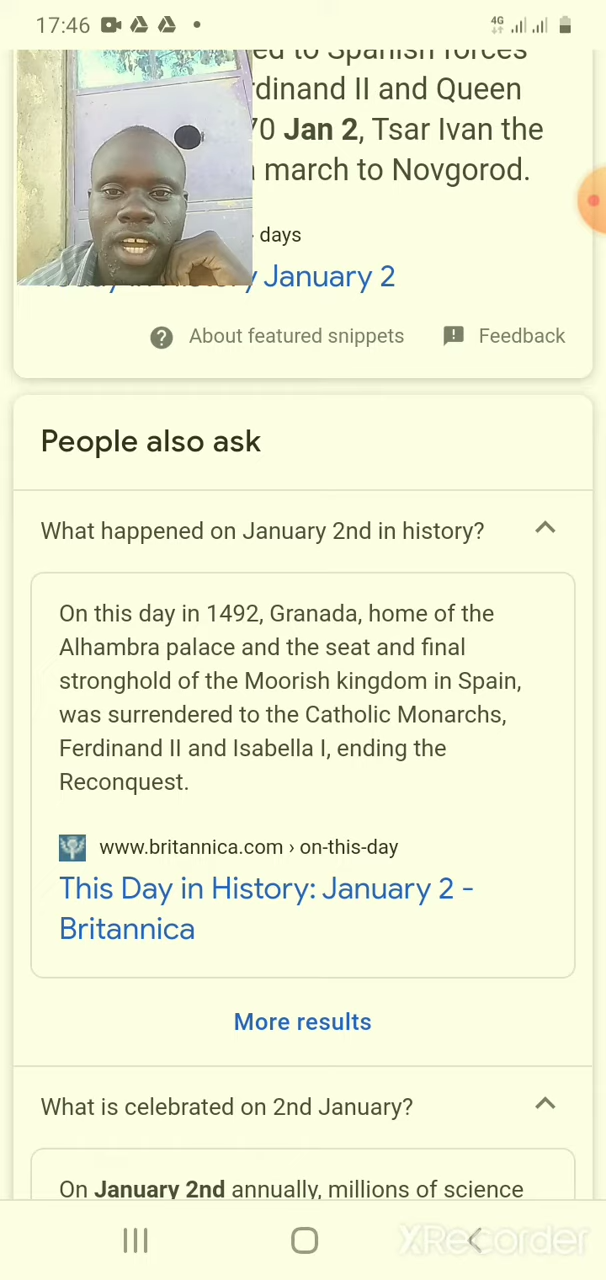 17:46
4G
to Spanish forces
rdinand II and Queen
70 Jan 2, Tsar Ivan the
march to Novgorod.
days
y January 2
About featured snippets
Feedback
People also ask
What happened on January 2nd in history?
On this day in 1492, Granada, home of the
Alhambra palace and the seat and final
stronghold of the Moorish kingdom in Spain,
was surrendered to the Catholic Monarchs,
Ferdinand II and Isabella I, ending the
Reconquest.
www.britannica.com › on-this-day
This Day in History: January 2 -
Britannica
More results
What is celebrated on 2nd January?
On January 2nd annually, millions of science
XRecorder